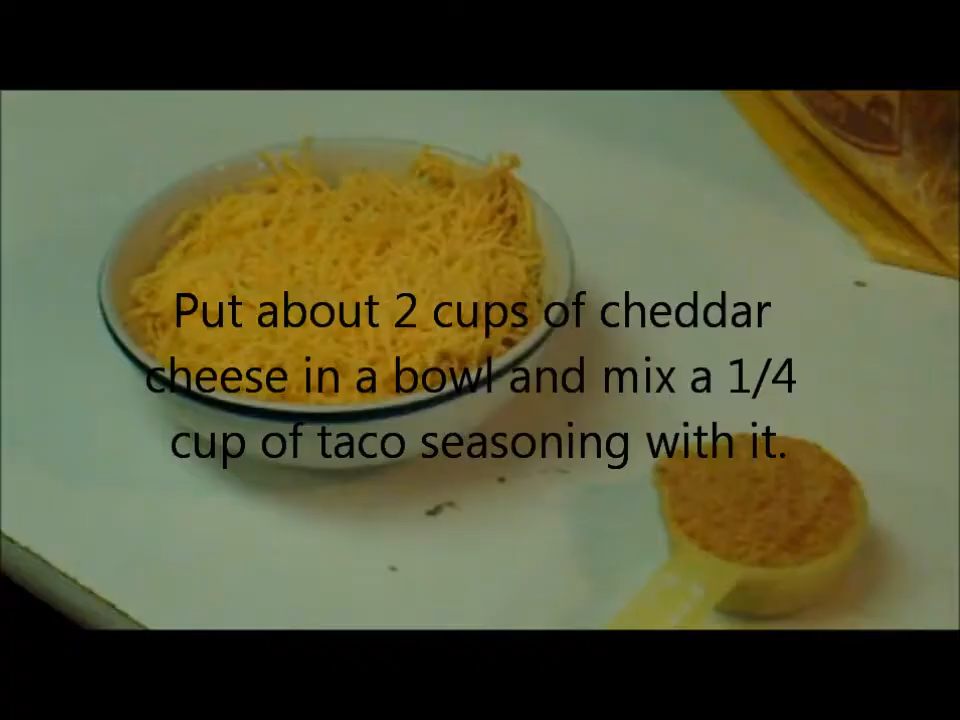 Put about 2 cups of cheddar
cheese in a bowl and mix a 1/4
cup of taco seasoning with it.